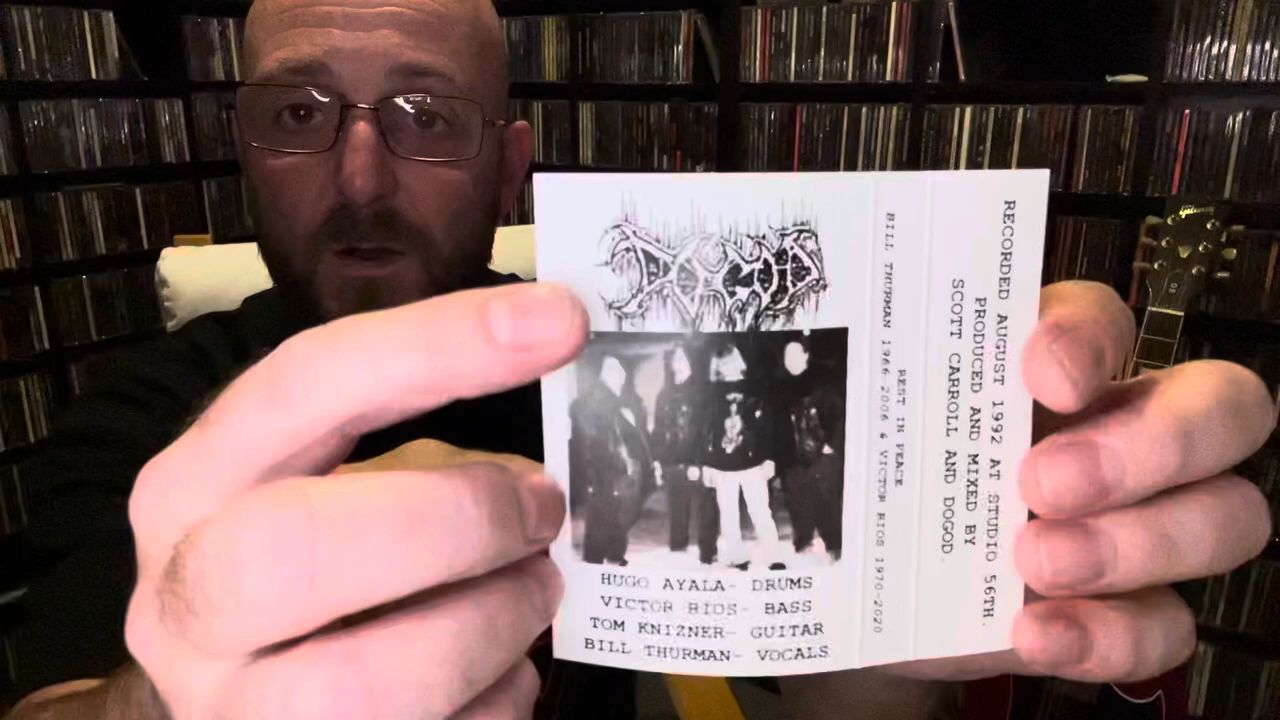 HUGO AYALA- DRUMS
VICTOR RIOS- BASS
TOM KNIZNER- GUITAR
BILL THURMAN- VOCALS
REST IN PEACE
BILL THURMAN 1966-2006 & VICTOR RIOS 1970-2020
RECORDED AUGUST 1992 AT STUDIO 56TH.
PRODUCED AND MIXED BY
SCOTT CARROLL AND DOGOD.